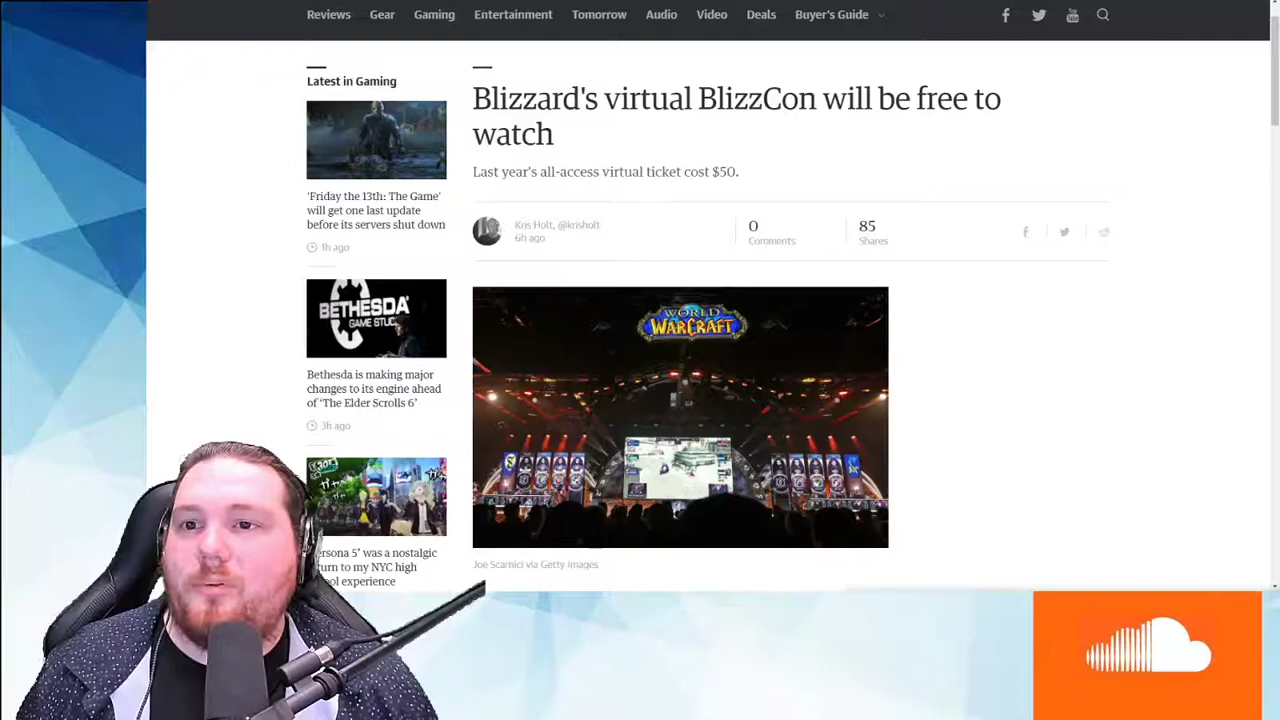 Reviews Gear Gaming Entertainment Tomorrow Audio Video Deals Buyer's Guide
Latest in Gaming
Blizzard's virtual BlizzCon will be free to
watch
Last year's all-access virtual ticket cost $50.
Kris Holt, @krisholt
6h ago
0
Comments
85
Shares
'Friday the 13th: The Game'
will get one last update
before its servers shut down
1h ago
BETHESDA
GAME STU
Bethesda is making major
changes to its engine ahead
of 'The Elder Scrolls 6'
3h ago
WORLD
WARCRAFT
ersona 5' was a nostalgic
urn to my NYC high
ool experience
Joe Scarnici via Getty Images